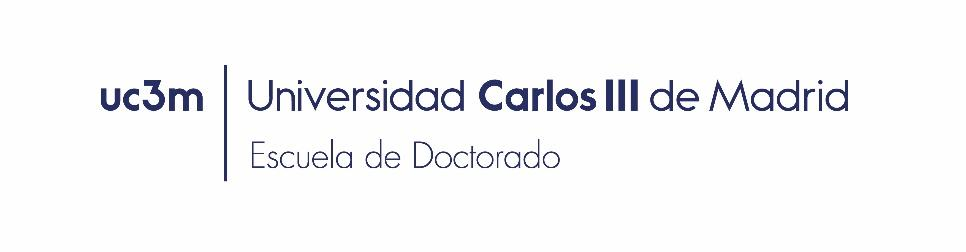 uc3m | Universidad Carlos III de Madrid
Escuela de Doctorado